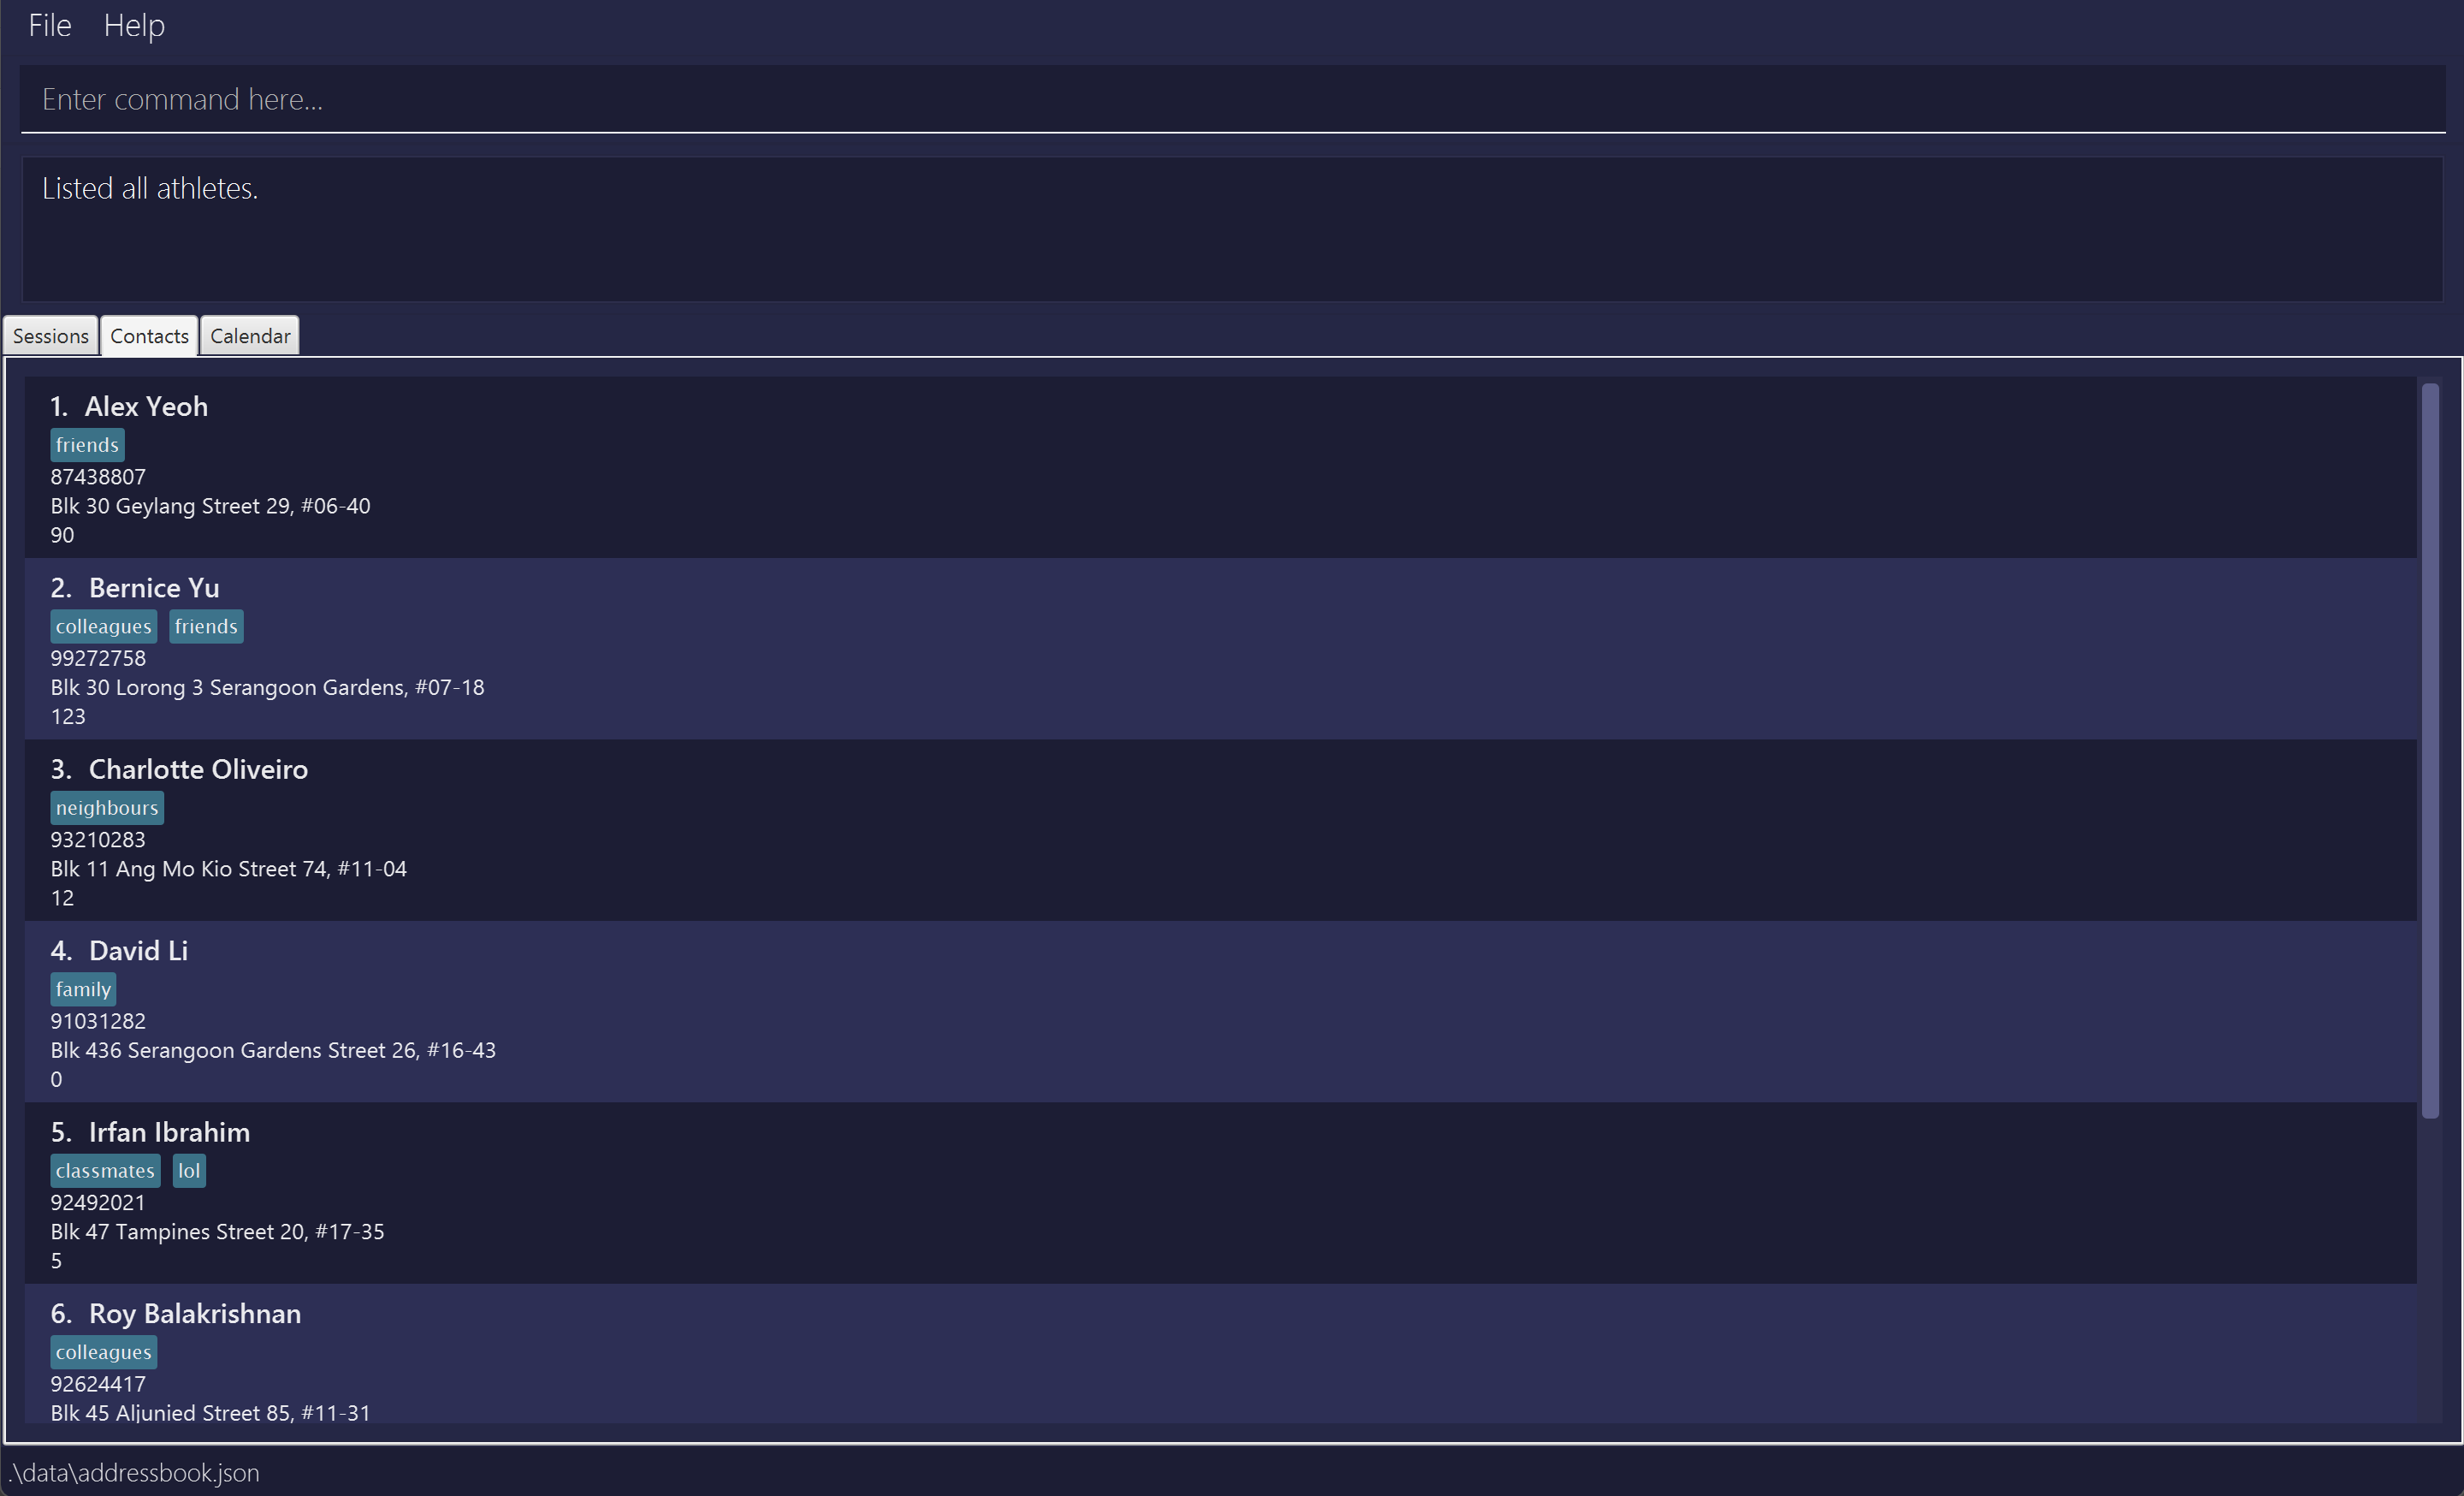 File Help
Enter command here...
Listed all athletes.
Sessions Contacts Calendar
1. Alex Yeoh
friends
87438807
Blk 30 Geylang Street 29, #06-40
90
2. Bernice Yu
colleagues friends
99272758
Blk 30 Lorong 3 Serangoon Gardens, #07-18
123
3. Charlotte Oliveiro
neighbours
93210283
Blk 11 Ang Mo Kio Street 74, #11-04
12
4. David Li
family
91031282
Blk 436 Serangoon Gardens Street 26, #16-43
0
5. Irfan Ibrahim
classmates lol
92492021
Blk 47 Tampines Street 20, #17-35
5
6. Roy Balakrishnan
colleagues
92624417
Blk 45 Aljunied Street 85, #11-31
.\data\addressbook.json